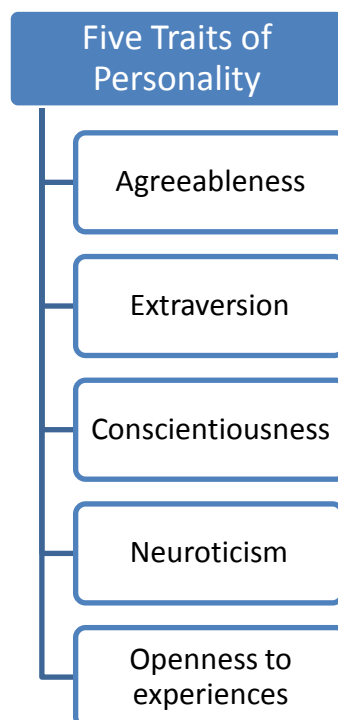 Five Traits of
Personality
Agreeableness
Extraversion
Conscientiousness
Neuroticism
Openness to
experiences